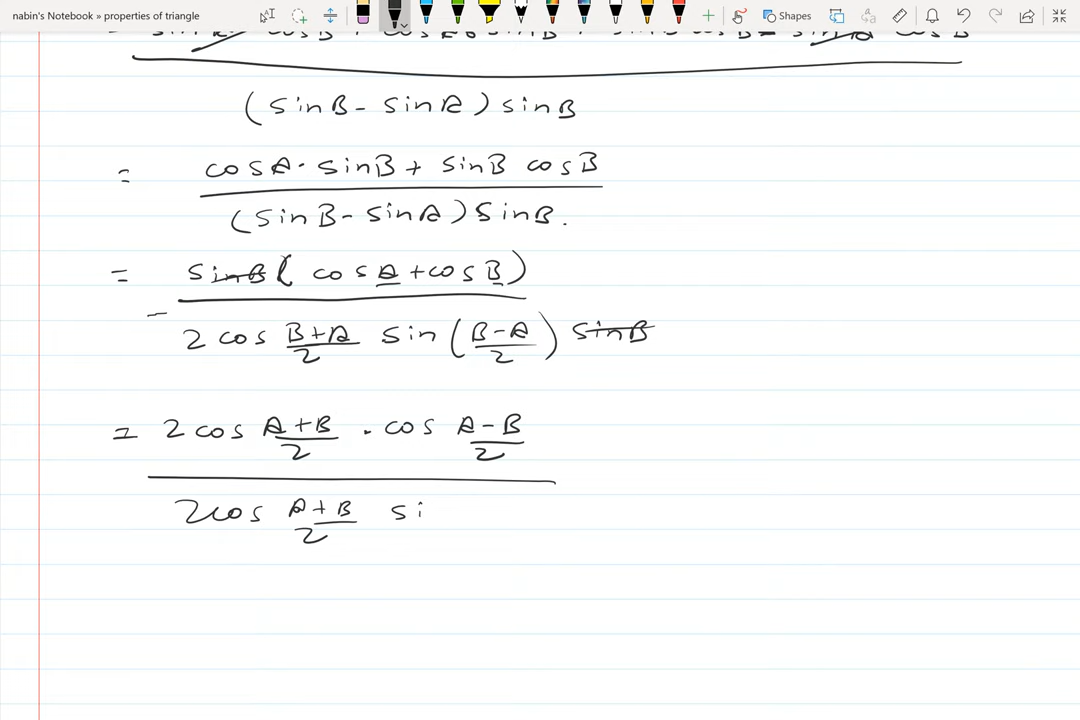 nabin's Notebook » properties of triangle
Shapes
cosB
(sinB - sinA) sinB
= cosA · sinB + sinB cosB
(sinB - sinA) sinB.
= sinB( cosA + cosB)
2 cos B+A/2 sin (B-A/2) sinB
= 2 cos A+B/2 . cos A-B/2
2cos A+B/2 si